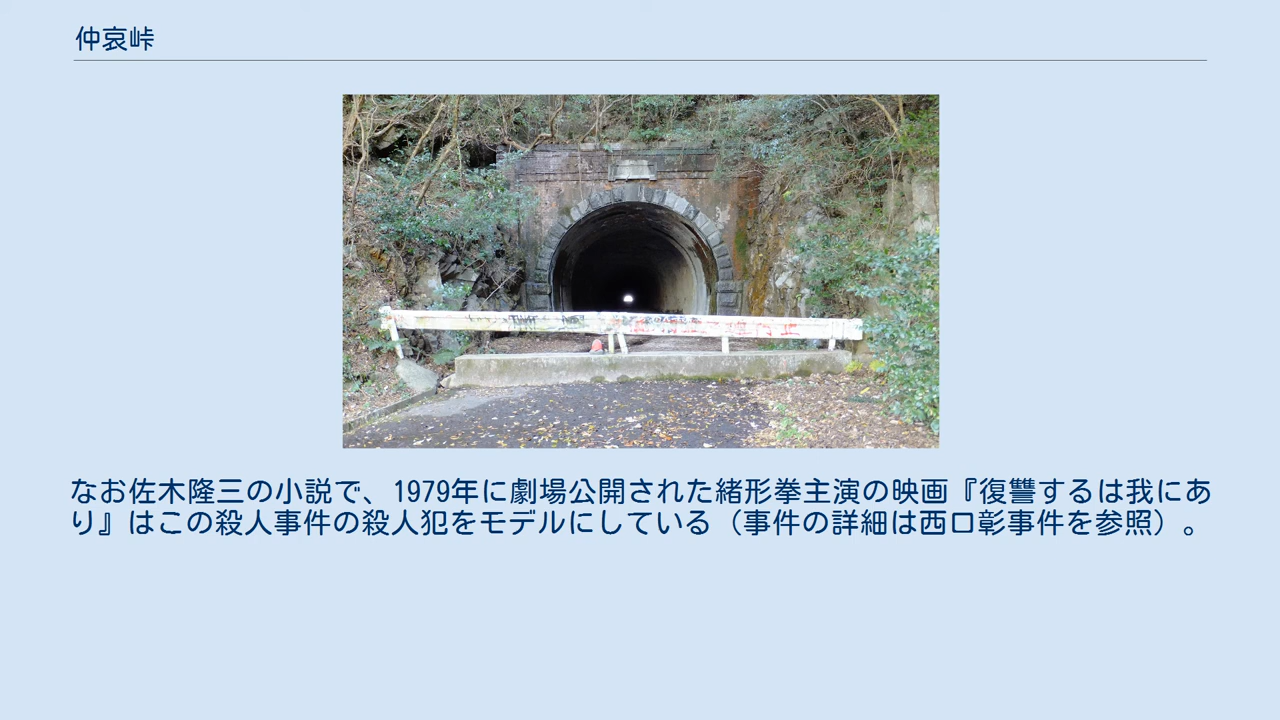 仲哀峠
なお佐木隆三の小説で、1979年に劇場公開された緒形拳主演の映画『復讐するは我にあ
り』はこの殺人事件の殺人犯をモデルにしている（事件の詳細は西口彰事件を参照）。